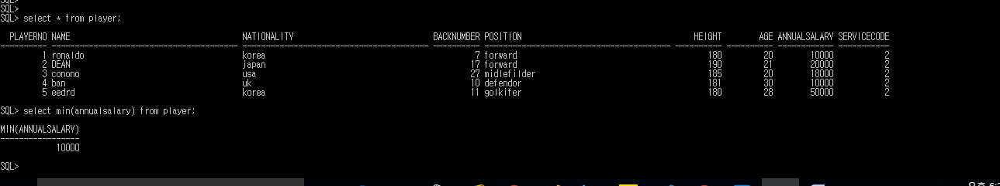 SQL>
SQL>
SQL> select * from player;
PLAYERNO NAME NATIONALITY BACKNUMBER POSITION HEIGHT AGE ANNUALSALARY SERVICECODE
1 ronaldo korea 7 forward 180 20 10000 2
2 DEAN japan 17 forward 190 21 20000 2
3 conono usa 27 midlefilder 185 20 18000 2
4 ban uk 10 defendor 181 30 10000 2
5 eedrd korea 11 golkifer 180 28 50000 2
SQL> select min(annualsalary) from player;
MIN(ANNUALSALARY)
10000
SQL>